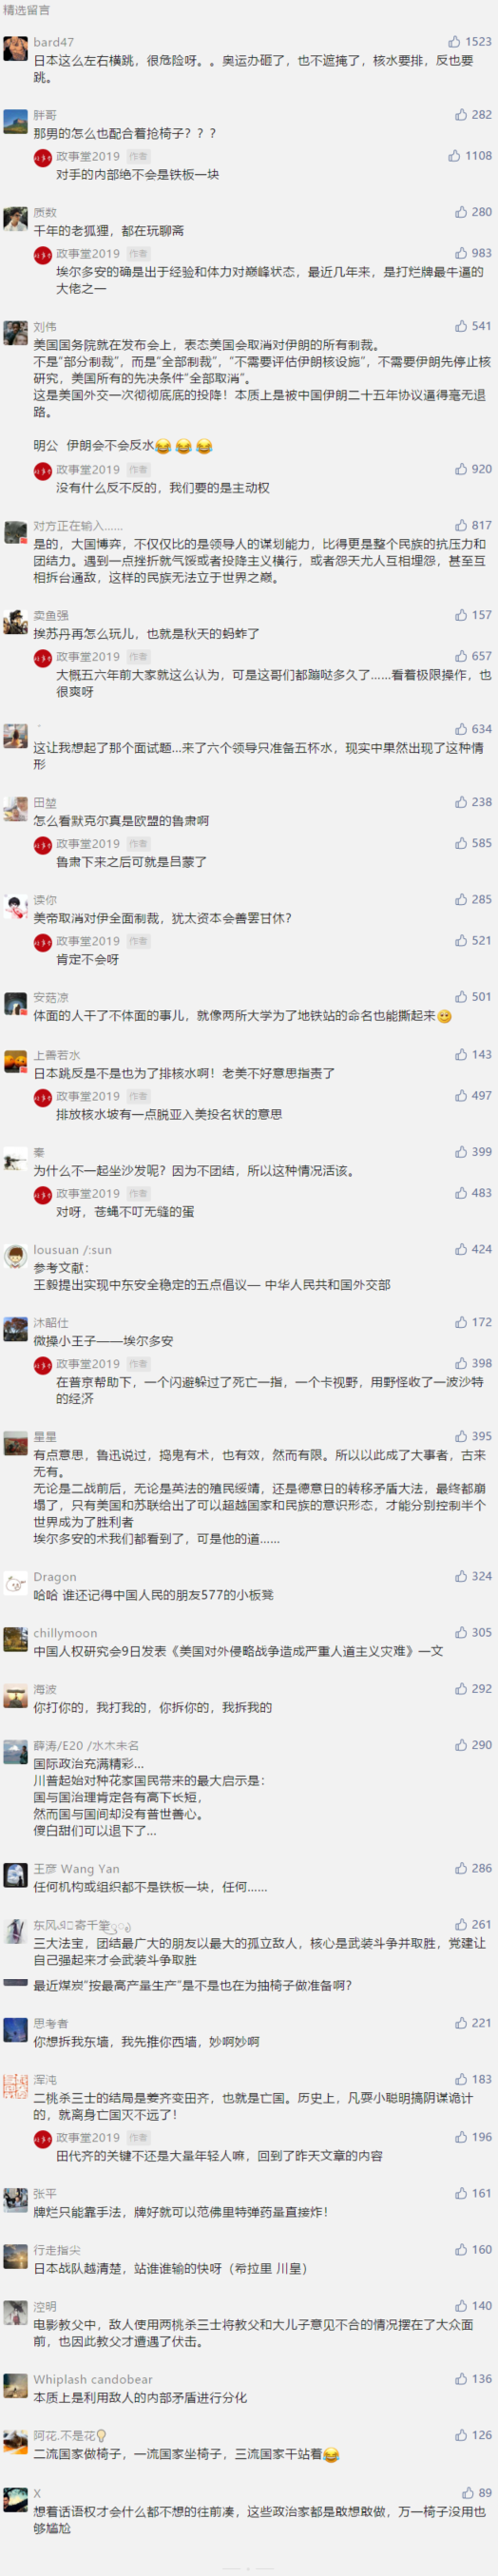 精选留言
bard47
1523
日本这么左右横跳，很危险呀。。奥运办砸了，也不遮掩了，核水要排，反也要
跳。
胖哥
282
那男的怎么也配合着抢椅子？？？
政事堂2019 作者
1108
对手的内部绝不会是铁板一块
质数
280
千年的老狐狸，都在玩聊斋
政事堂2019 作者
983
埃尔多安的确是出于经验和体力对巅峰状态，最近几年来，是打烂牌最牛逼的
大佬之一
刘伟
541
美国国务院就在发布会上，表态美国会取消对伊朗的所有制裁。
不是“部分制裁”，而是“全部制裁”，“不需要评估伊朗核设施”，不需要伊朗先停止核
研究，美国所有的先决条件“全部取消”。
这是美国外交一次彻彻底底的投降！本质上是被中国伊朗二十五年协议逼得毫无退
路。
明公 伊朗会不会反水😂😂😂
政事堂2019 作者
920
没有什么反不反的，我们要的是主动权
对方正在输入......
817
是的，大国博弈，不仅仅比的是领导人的谋划能力，比得更是整个民族的抗压力和
团结力。遇到一点挫折就气馁或者投降主义横行，或者怨天尤人互相埋怨，甚至互
相拆台通敌，这样的民族无法立于世界之巅。
卖鱼强
157
挨苏丹再怎么玩儿，也就是秋天的蚂蚱了
政事堂2019 作者
657
大概五六年前大家就这么认为，可是这哥们都蹦哒多久了......看着极限操作，也
很爽呀
634
这让我想起了那个面试题...来了六个领导只准备五杯水，现实中果然出现了这种情
形
田堃
238
怎么看默克尔真是欧盟的鲁肃啊
政事堂2019 作者
585
鲁肃下来之后可就是吕蒙了
读你
285
美帝取消对伊全面制裁，犹太资本会善罢甘休？
政事堂2019 作者
521
肯定不会呀
安菇凉
501
体面的人干了不体面的事儿，就像两所大学为了地铁站的命名也能撕起来😊
上善若水
143
日本跳反是不是也为了排核水啊！老美不好意思指责了
政事堂2019 作者
497
排放核水坡有一点脱亚入美投名状的意思
秦
399
为什么不一起坐沙发呢？因为不团结，所以这种情况活该。
政事堂2019 作者
483
对呀，苍蝇不叮无缝的蛋
lousuan /:sun
424
参考文献：
王毅提出实现中东安全稳定的五点倡议— 中华人民共和国外交部
沐韶仕
172
微操小王子——埃尔多安
政事堂2019 作者
398
在普京帮助下，一个闪避躲过了死亡一指，一个卡视野，用野怪收了一波沙特
的经济
星星
395
有点意思，鲁迅说过，捣鬼有术，也有效，然而有限。所以以此成了大事者，古来
无有。
无论是二战前后，无论是英法的殖民绥靖，还是德意日的转移矛盾大法，最终都崩
塌了，只有美国和苏联给出了可以超越国家和民族的意识形态，才能分别控制半个
世界成为了胜利者
埃尔多安的术我们都看到了，可是他的道......
Dragon
324
哈哈 谁还记得中国人民的朋友577的小板凳
chillymoon
305
中国人权研究会9日发表《美国对外侵略战争造成严重人道主义灾难》一文
海波
292
你打你的，我打我的，你拆你的，我拆我的
薛涛/E20 /水木未名
290
国际政治充满精彩...
川普起始对种花家国民带来的最大启示是：
国与国治理肯定各有高下长短，
然而国与国间却没有普世善心。
傻白甜们可以退下了...
王彦 Wang Yan
286
任何机构或组织都不是铁板一块，任何......
东风 寄千
261
三大法宝，团结最广大的朋友以最大的孤立敌人，核心是武装斗争并取胜，党建让
自己强起来才会武装斗争取胜
最近煤炭“按最高产量生产”是不是也在为抽椅子做准备啊？
思考者
221
你想拆我东墙，我先推你西墙，妙啊妙啊
浑沌
183
二桃杀三士的结局是姜齐变田齐，也就是亡国。历史上，凡耍小聪明搞阴谋诡计
的，就离身亡国灭不远了！
政事堂2019 作者
196
田代齐的关键不还是大量年轻人嘛，回到了昨天文章的内容
张平
161
牌烂只能靠手法，牌好就可以范佛里特弹药量直接炸！
行走指尖
160
日本战队越清楚，站谁谁输的快呀（希拉里 川皇）
涳明
140
电影教父中，敌人使用两桃杀三士将教父和大儿子意见不合的情况摆在了大众面
前，也因此教父才遭遇了伏击。
Whiplash candobear
136
本质上是利用敌人的内部矛盾进行分化
阿花.不是花💡
126
二流国家做椅子，一流国家坐椅子，三流国家干站着😂
X
89
想着话语权才会什么都不想的往前凑，这些政治家都是敢想敢做，万一椅子没用也
够尴尬